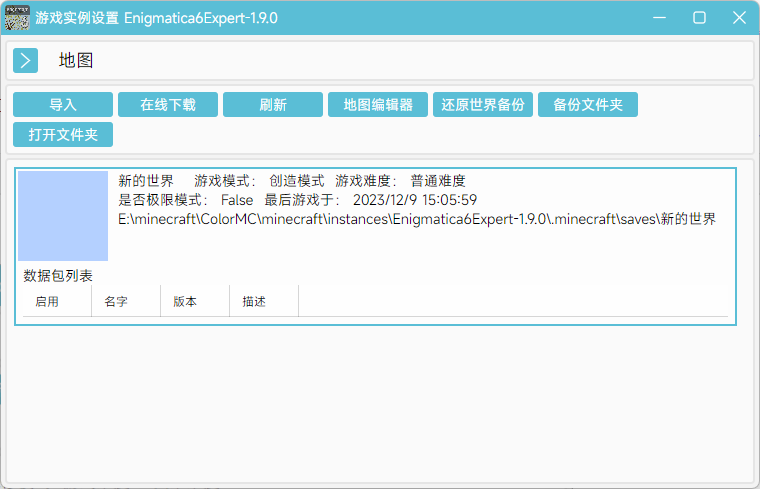 游戏实例设置 Enigmatica6Expert-1.9.0
地图
导入 在线下载 刷新 地图编辑器 还原世界备份 备份文件夹
打开文件夹
新的世界 游戏模式： 创造模式 游戏难度： 普通难度
是否极限模式： False 最后游戏于： 2023/12/9 15:05:59
E:\minecraft\ColorMC\minecraft\instances\Enigmatica6Expert-1.9.0\.minecraft\saves\新的世界
数据包列表
启用 名字 版本 描述